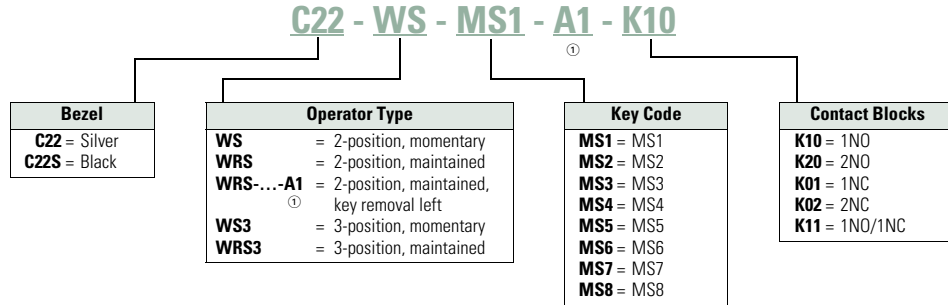 C22 - WS - MS1 - A1 - K10
①
Bezel
C22 = Silver
C22S = Black
Operator Type
WS = 2-position, momentary
WRS = 2-position, maintained
WRS-...-A1 = 2-position, maintained,
① key removal left
WS3 = 3-position, momentary
WRS3 = 3-position, maintained
Key Code
MS1 = MS1
MS2 = MS2
MS3 = MS3
MS4 = MS4
MS5 = MS5
MS6 = MS6
MS7 = MS7
MS8 = MS8
Contact Blocks
K10 = 1NO
K20 = 2NO
K01 = 1NC
K02 = 2NC
K11 = 1NO/1NC